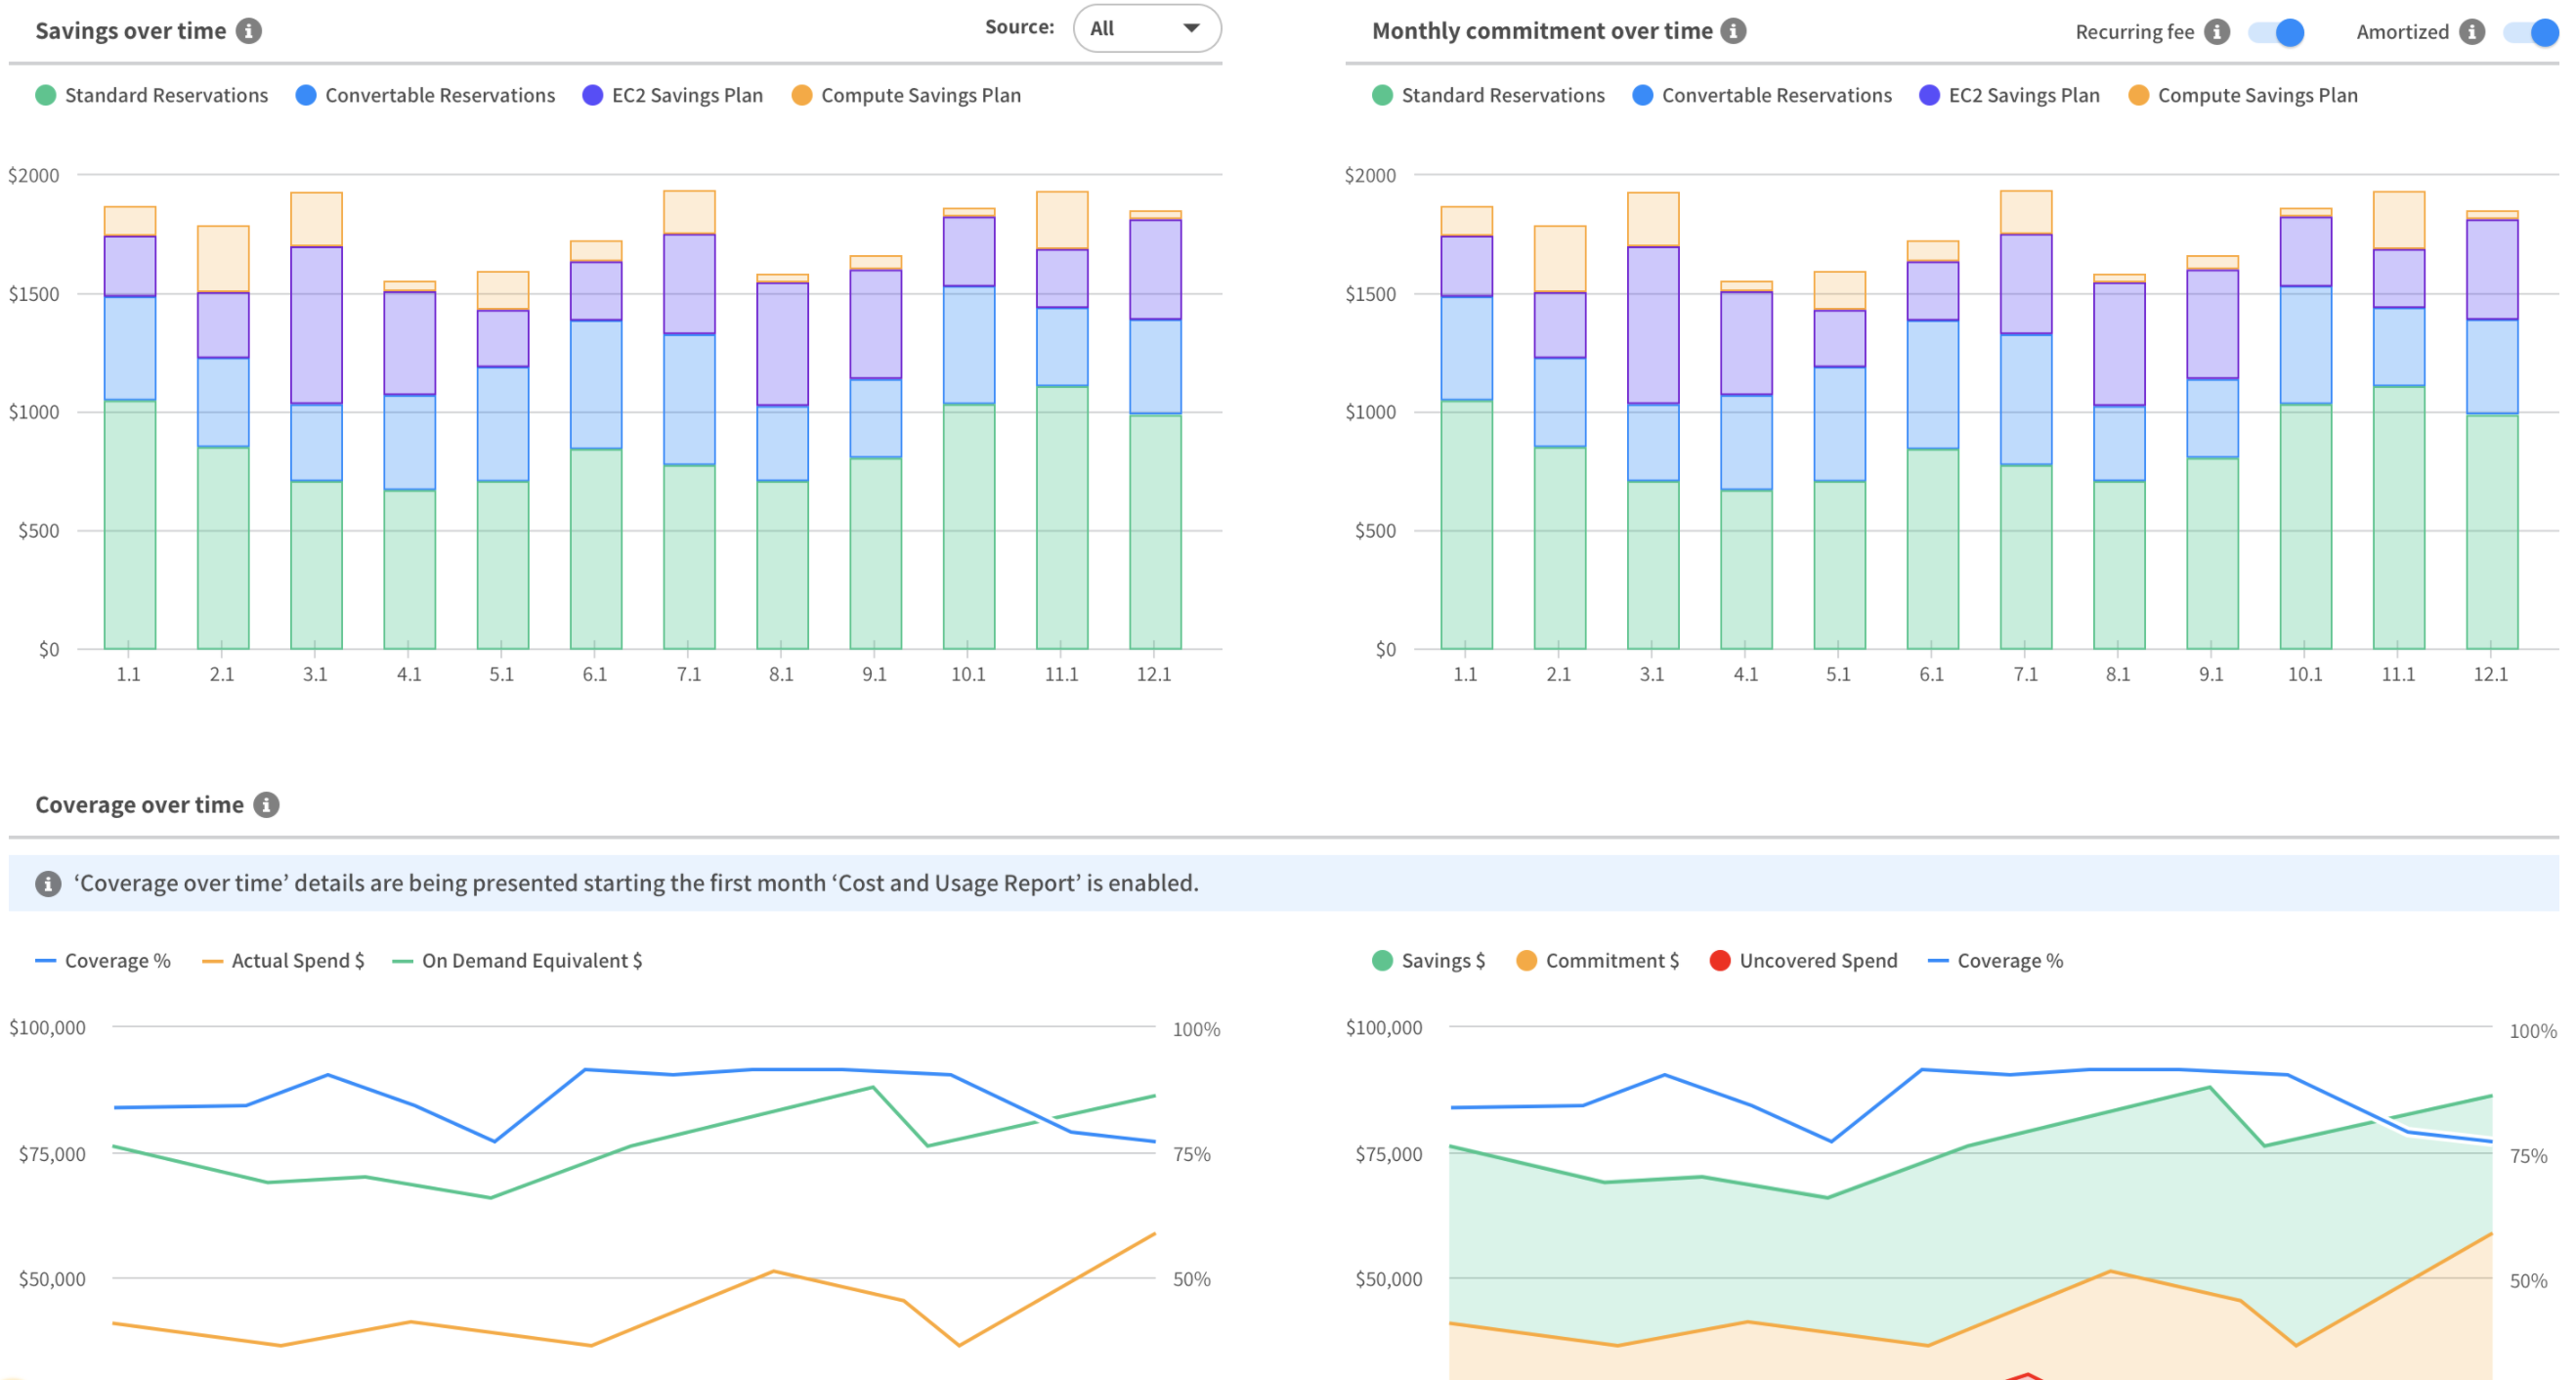 Savings over time
Source: All
Standard Reservations Convertable Reservations EC2 Savings Plan Compute Savings Plan
$2000
$1500
$1000
$500
$0
1.1 2.1 3.1 4.1 5.1 6.1 7.1 8.1 9.1 10.1 11.1 12.1
Monthly commitment over time
Recurring fee Amortized
Standard Reservations Convertable Reservations EC2 Savings Plan Compute Savings Plan
$2000
$1500
$1000
$500
$0
1.1 2.1 3.1 4.1 5.1 6.1 7.1 8.1 9.1 10.1 11.1 12.1
Coverage over time
‘Coverage over time’ details are being presented starting the first month ‘Cost and Usage Report’ is enabled.
Coverage % Actual Spend $ On Demand Equivalent $
$100,000 100%
$75,000 75%
$50,000 50%
Savings $ Commitment $ Uncovered Spend Coverage %
$100,000 100%
$75,000 75%
$50,000 50%